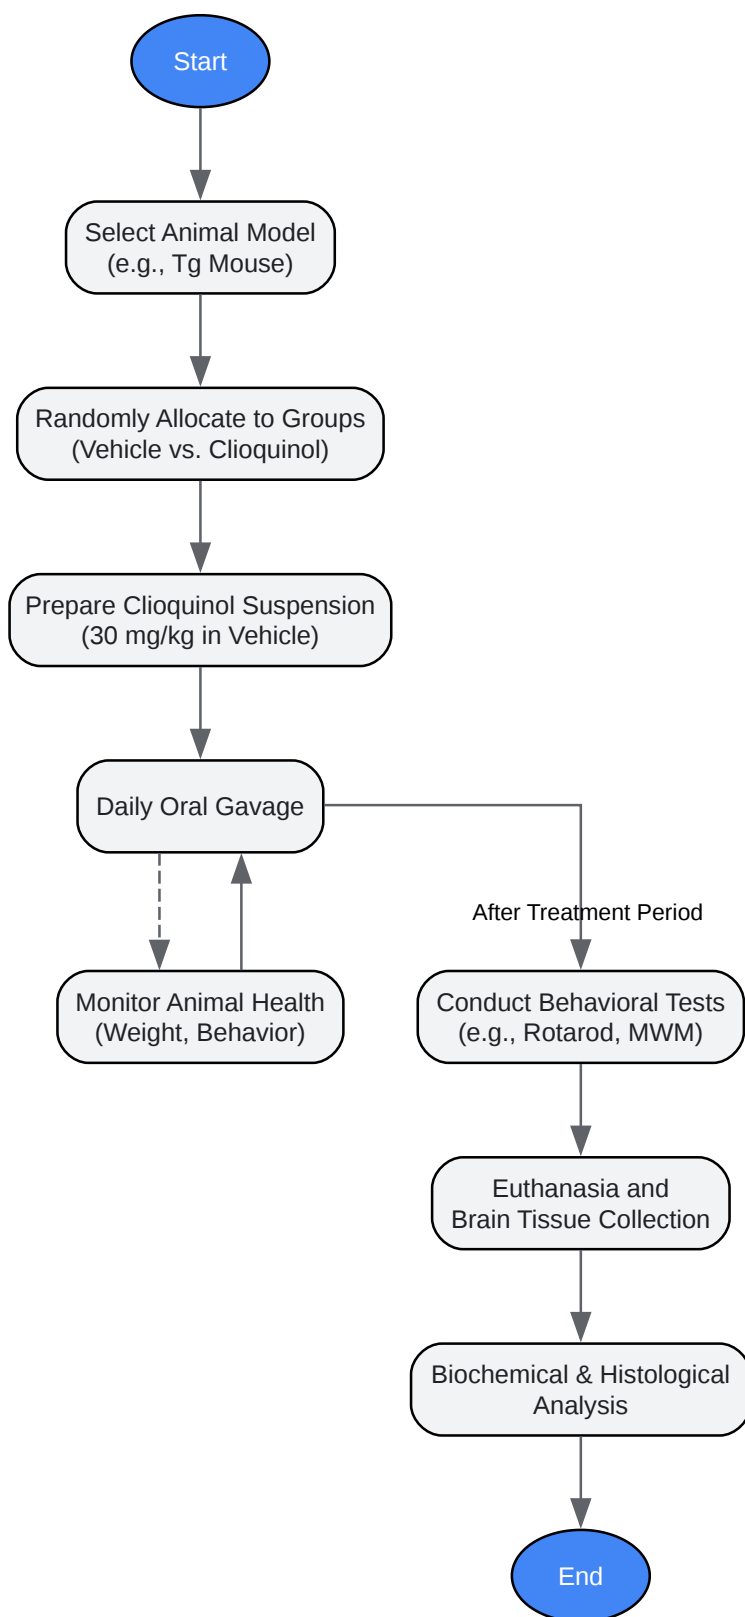 Start
Select Animal Model
(e.g., Tg Mouse)
Randomly Allocate to Groups
(Vehicle vs. Clioquinol)
Prepare Clioquinol Suspension
(30 mg/kg in Vehicle)
Daily Oral Gavage
After Treatment Period
Monitor Animal Health
(Weight, Behavior)
Conduct Behavioral Tests
(e.g., Rotarod, MWM)
Euthanasia and
Brain Tissue Collection
Biochemical & Histological
Analysis
End